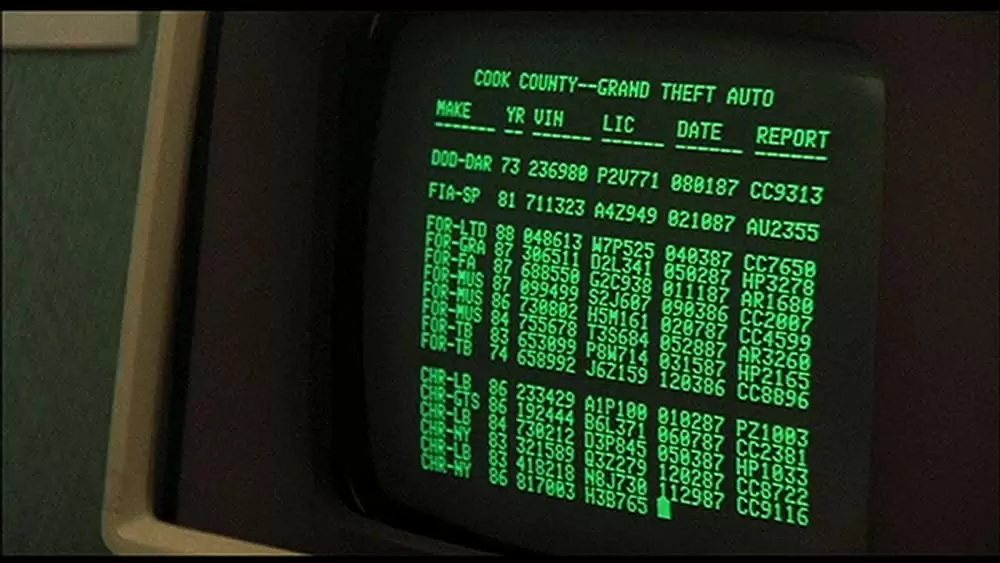 COOK COUNTY--GRAND THEFT AUTO
MAKE YR VIN LIC DATE REPORT
DOD-DAR 73 236980 P2V771 080187 CC9313
FIA-SP 81 711323 A4Z949 021087 AU2355
FOR-LTD 88 048613 W7P525 040387 CC7650
FOR-GRA 87 306511 D2L341 050287 HP3278
FOR-FA 87 688550 G2C938 011187 AR1680
FOR-MUS 87 099499 S2J607 090386 CC2007
FOR-MUS 86 730802 H5M161 020787 CC4599
FOR-MUS 84 755678 T3S684 052887 AR3260
FOR-TB 83 653099 P8W714 031587 HP2165
FOR-TB 74 658992 J6Z159 120386 CC8896
CHR-LB 86 233429 A1P100 010287 PZ1003
CHR-GTS 86 192444 B6L371 060787 CC2381
CHR-LB 84 730212 D3P845 050387 HP1033
CHR-NY 83 321589 Q3Z279 120287 CC8722
CHR-LB 83 418218 W8J730 112987 CC9116
CHR-NY 86 817003 H3B765